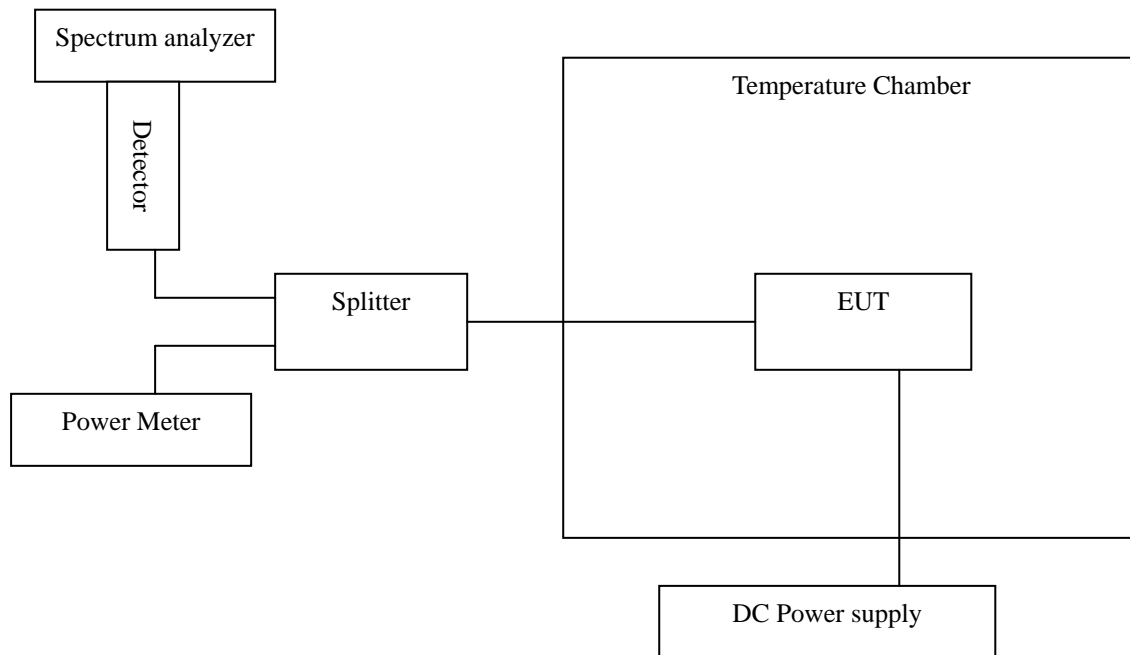 Spectrum analyzer
Temperature Chamber
Detector
Splitter
EUT
Power Meter
DC Power supply